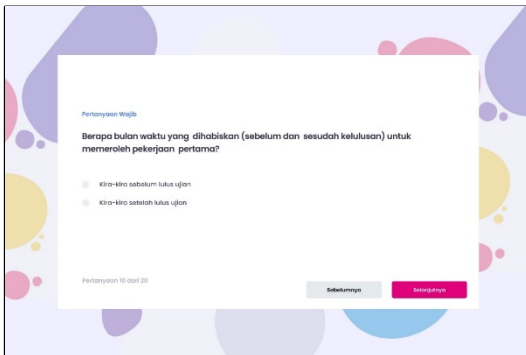 Pertanyaan Wajib
Berapa bulan waktu yang dihabiskan (sebelum dan sesudah kelulusan) untuk
memeroleh pekerjaan pertama?
Kira-kira sebelum lulus ujian
Kira-kira setelah lulus ujian
Pertanyaan 10 dari 20
Sebelumnya
Selanjutnya